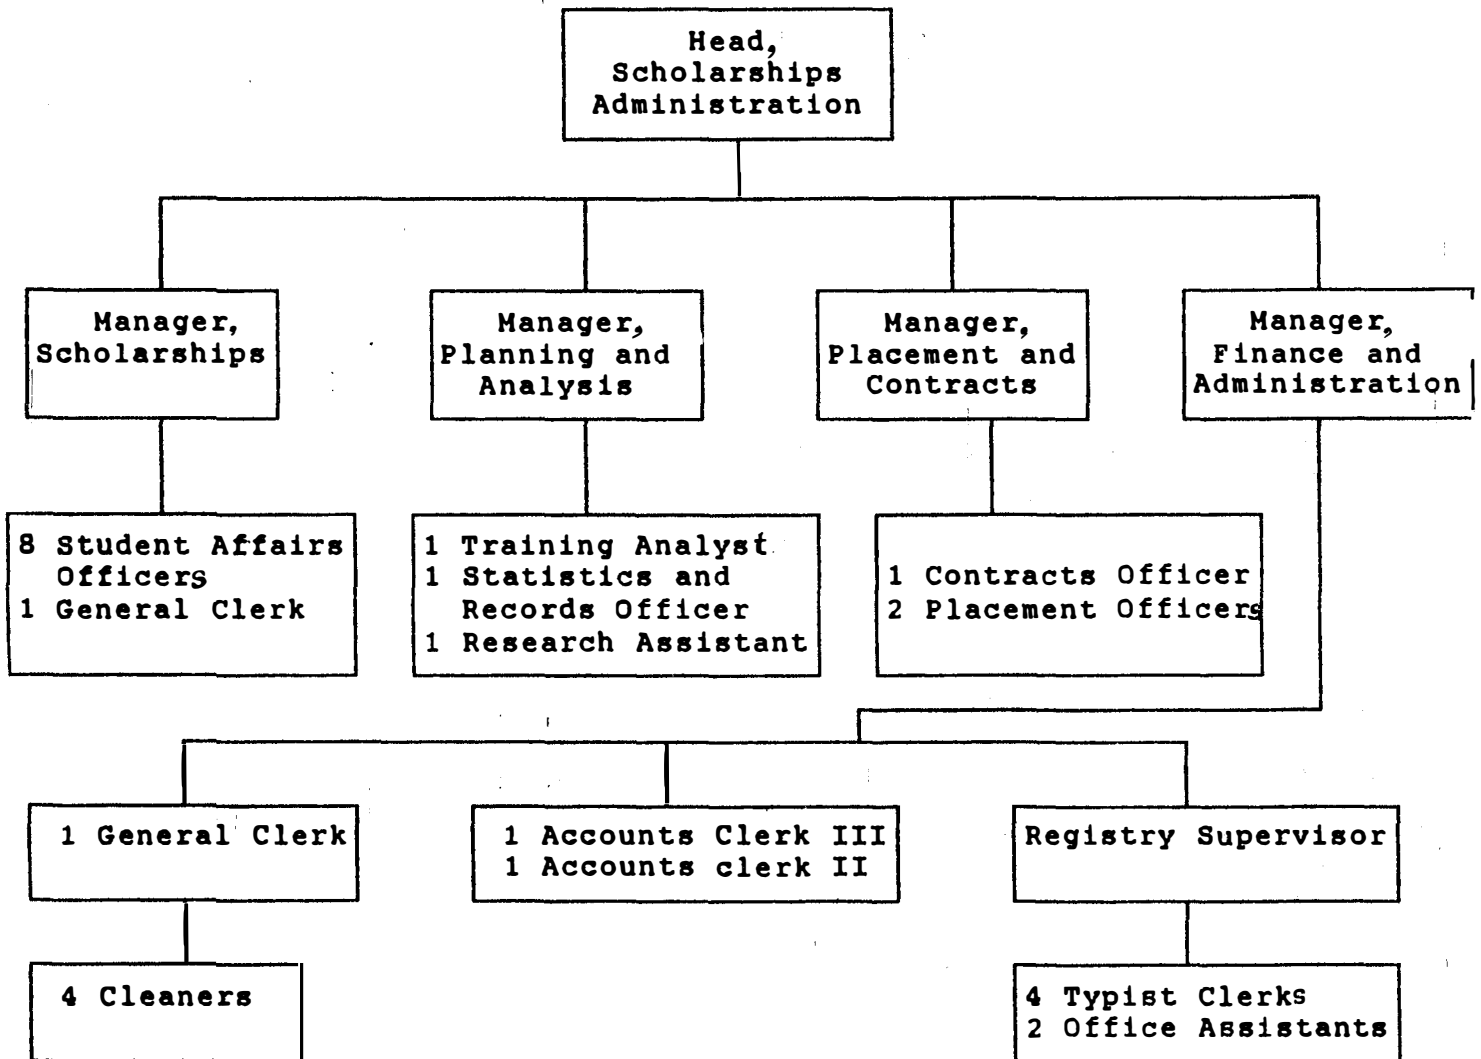 Head,
Scholarships
Administration
Manager,
Scholarships
Manager,
Planning and
Analysis
Manager,
Placement and
Contracts
Manager,
Finance and
Administration
8 Student Affairs
Officers
1 General Clerk
1 Training Analyst
1 Statistics and
Records Officer
1 Research Assistant
1 Contracts Officer
2 Placement Officers
1 General Clerk
1 Accounts Clerk III
1 Accounts clerk II
Registry Supervisor
4 Cleaners
4 Typist Clerks
2 Office Assistants